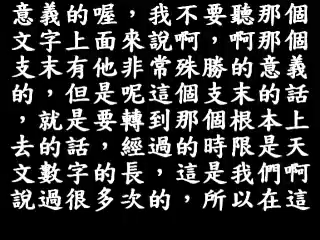 意義的喔，我不要聽那個
文字上面來說啊，啊那個
支末有他非常殊勝的意義
的，但是呢這個支末的話
，就是要轉到那個根本上
去的話，經過的時限是天
文數字的長，這是我們啊
說過很多次的，所以在這